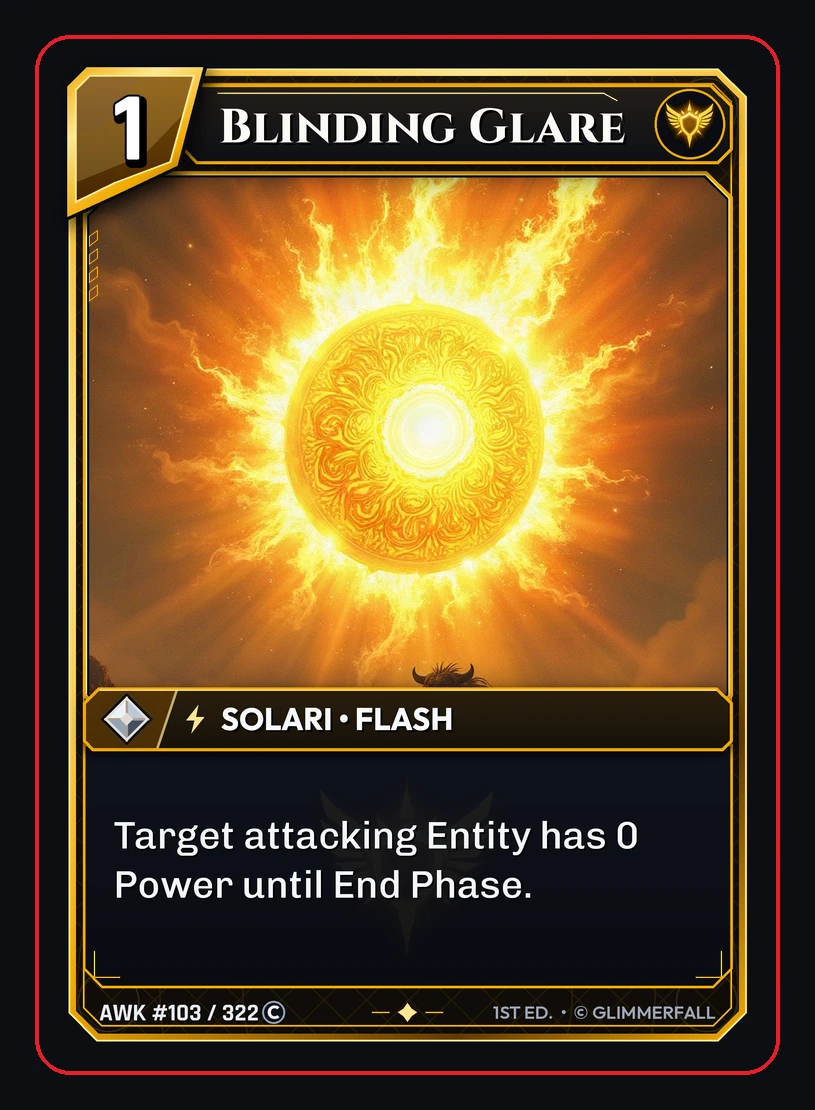 1
Blinding Glare
SOLARI • FLASH
Target attacking Entity has 0
Power until End Phase.
AWK #103 / 322 Ⓒ
1ST ED. • © GLIMMERFALL